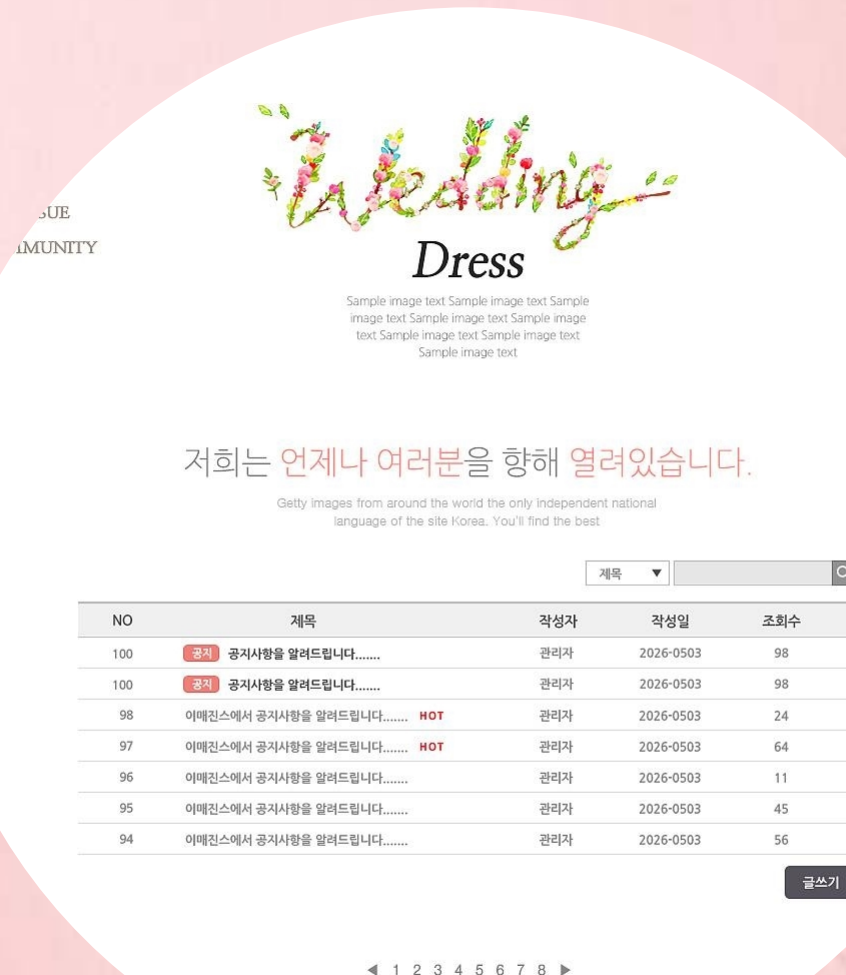 Wedding
Dress
Sample image text Sample image text Sample
image text Sample image text Sample image
text Sample image text Sample image text
Sample image text
저희는 언제나 여러분을 향해 열려있습니다.
Getty images from around the world the only independent national
language of the site Korea. You'll find the best
제목 ▼
NO 제목 작성자 작성일 조회수
100 공지 공지사항을 알려드립니다....... 관리자 2026-0503 98
100 공지 공지사항을 알려드립니다....... 관리자 2026-0503 98
98 이매진스에서 공지사항을 알려드립니다....... HOT 관리자 2026-0503 24
97 이매진스에서 공지사항을 알려드립니다....... HOT 관리자 2026-0503 64
96 이매진스에서 공지사항을 알려드립니다....... 관리자 2026-0503 11
95 이매진스에서 공지사항을 알려드립니다....... 관리자 2026-0503 45
94 이매진스에서 공지사항을 알려드립니다....... 관리자 2026-0503 56
글쓰기
◀ 1 2 3 4 5 6 7 8 ▶